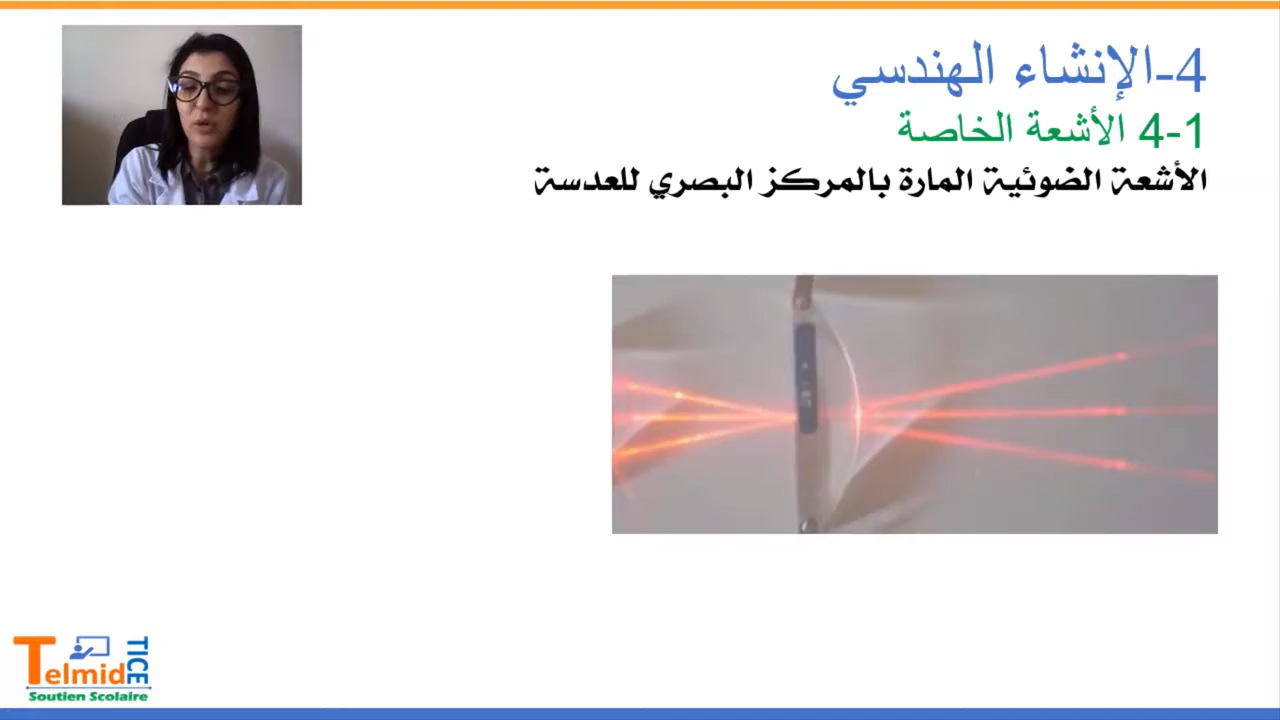 4-الإنشاء الهندسي
4-1 الأشعة الخاصة
الأشعة الضوئية المارة بالمركز البصري للعدسة
Telmid TICE
Soutien Scolaire